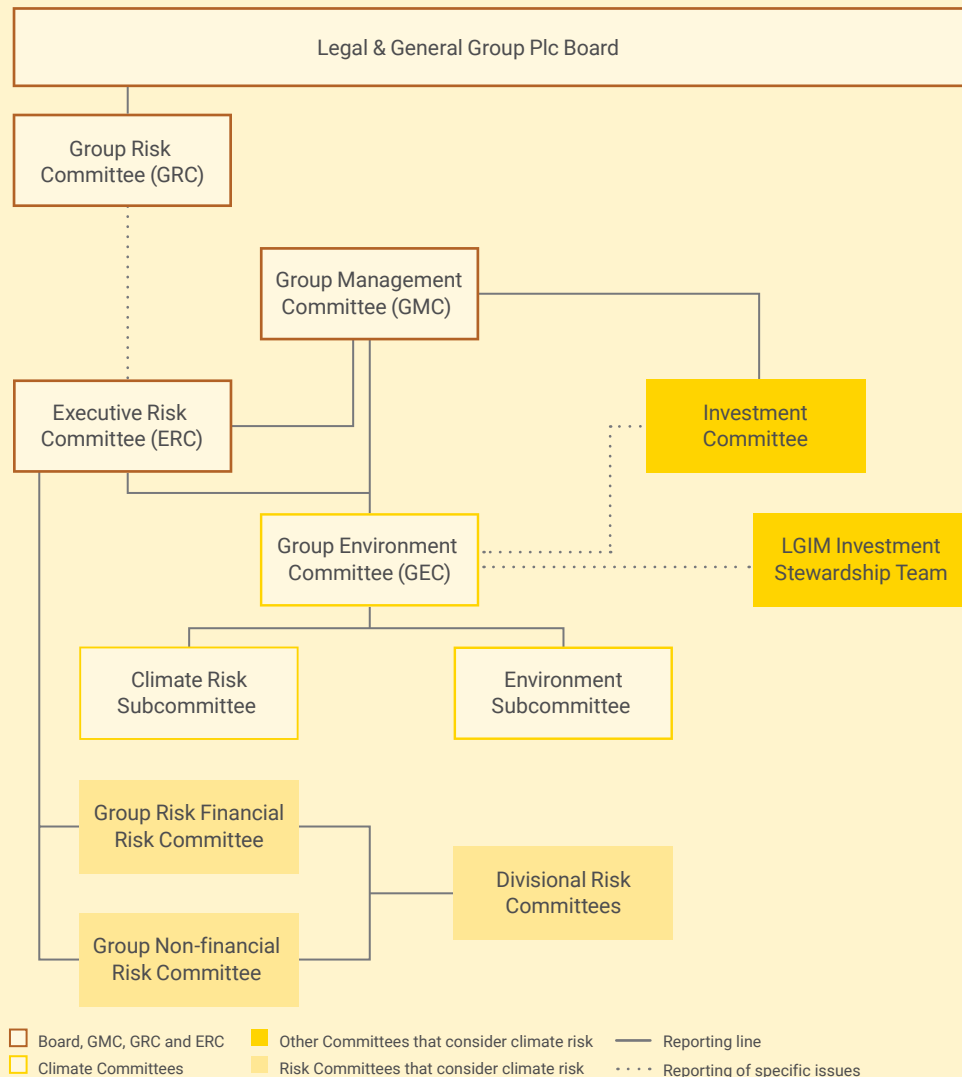 Legal & General Group Plc Board
Group Risk
Committee (GRC)
Group Management
Committee (GMC)
Executive Risk
Committee (ERC)
Investment
Committee
Group Environment
Committee (GEC)
LGIM Investment
Stewardship Team
Climate Risk
Subcommittee
Environment
Subcommittee
Group Risk Financial
Risk Committee
Divisional Risk
Committees
Group Non-financial
Risk Committee
Board, GMC, GRC and ERC
Other Committees that consider climate risk
Reporting line
Climate Committees
Risk Committees that consider climate risk
Reporting of specific issues